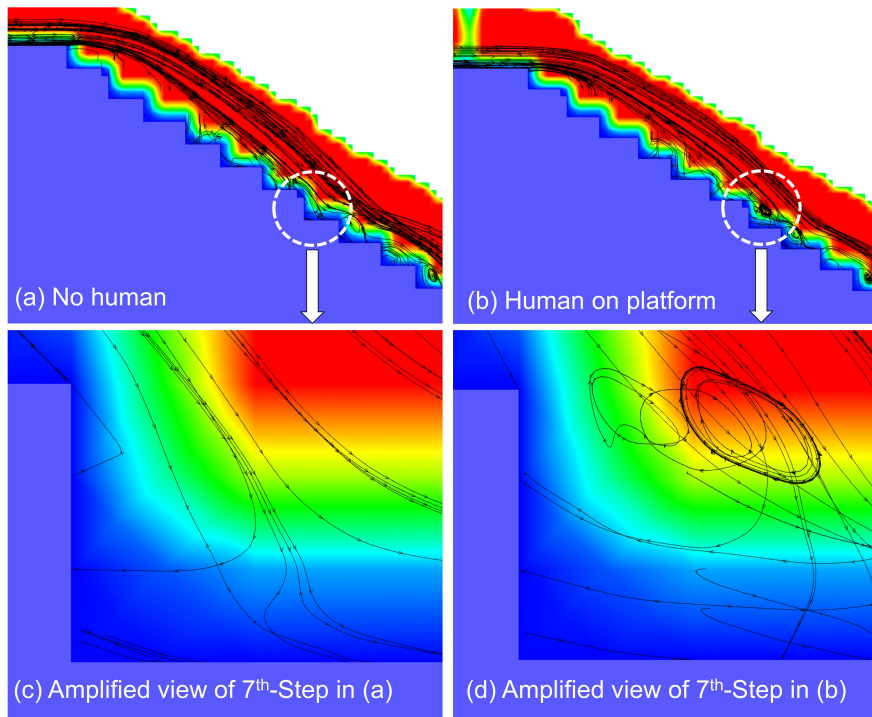 (a) No human
(b) Human on platform
(c) Amplified view of 7th-Step in (a)
(d) Amplified view of 7th-Step in (b)